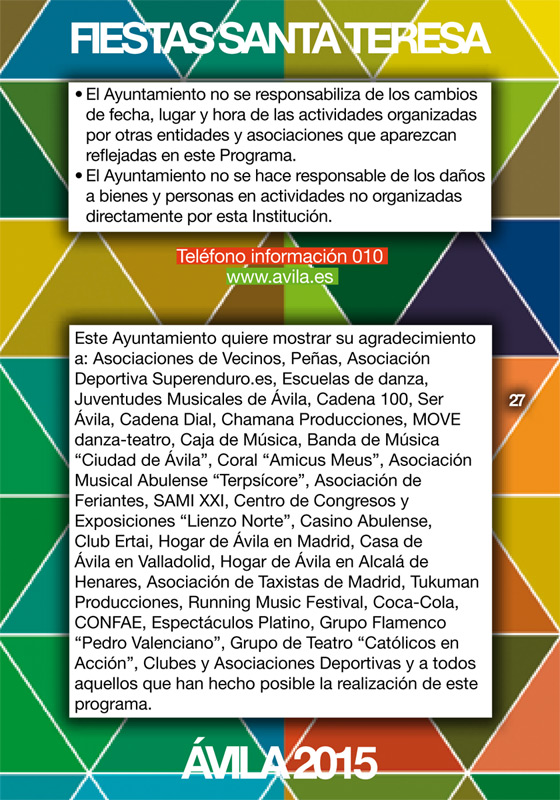 FIESTAS SANTA TERESA
• El Ayuntamiento no se responsabiliza de los cambios
de fecha, lugar y hora de las actividades organizadas
por otras entidades y asociaciones que aparezcan
reflejadas en este Programa.
• El Ayuntamiento no se hace responsable de los daños
a bienes y personas en actividades no organizadas
directamente por esta Institución.
Teléfono información 010
www.avila.es
Este Ayuntamiento quiere mostrar su agradecimiento
a: Asociaciones de Vecinos, Peñas, Asociación
Deportiva Superenduro.es, Escuelas de danza,
Juventudes Musicales de Ávila, Cadena 100, Ser
Ávila, Cadena Dial, Chamana Producciones, MOVE
danza-teatro, Caja de Música, Banda de Música
“Ciudad de Ávila”, Coral “Amicus Meus”, Asociación
Musical Abulense “Terpsícore”, Asociación de
Feriantes, SAMI XXI, Centro de Congresos y
Exposiciones “Lienzo Norte”, Casino Abulense,
Club Ertai, Hogar de Ávila en Madrid, Casa de
Ávila en Valladolid, Hogar de Ávila en Alcalá de
Henares, Asociación de Taxistas de Madrid, Tukuman
Producciones, Running Music Festival, Coca-Cola,
CONFAE, Espectáculos Platino, Grupo Flamenco
“Pedro Valenciano”, Grupo de Teatro “Católicos en
Acción”, Clubes y Asociaciones Deportivas y a todos
aquellos que han hecho posible la realización de este
programa.
27
ÁVILA 2015